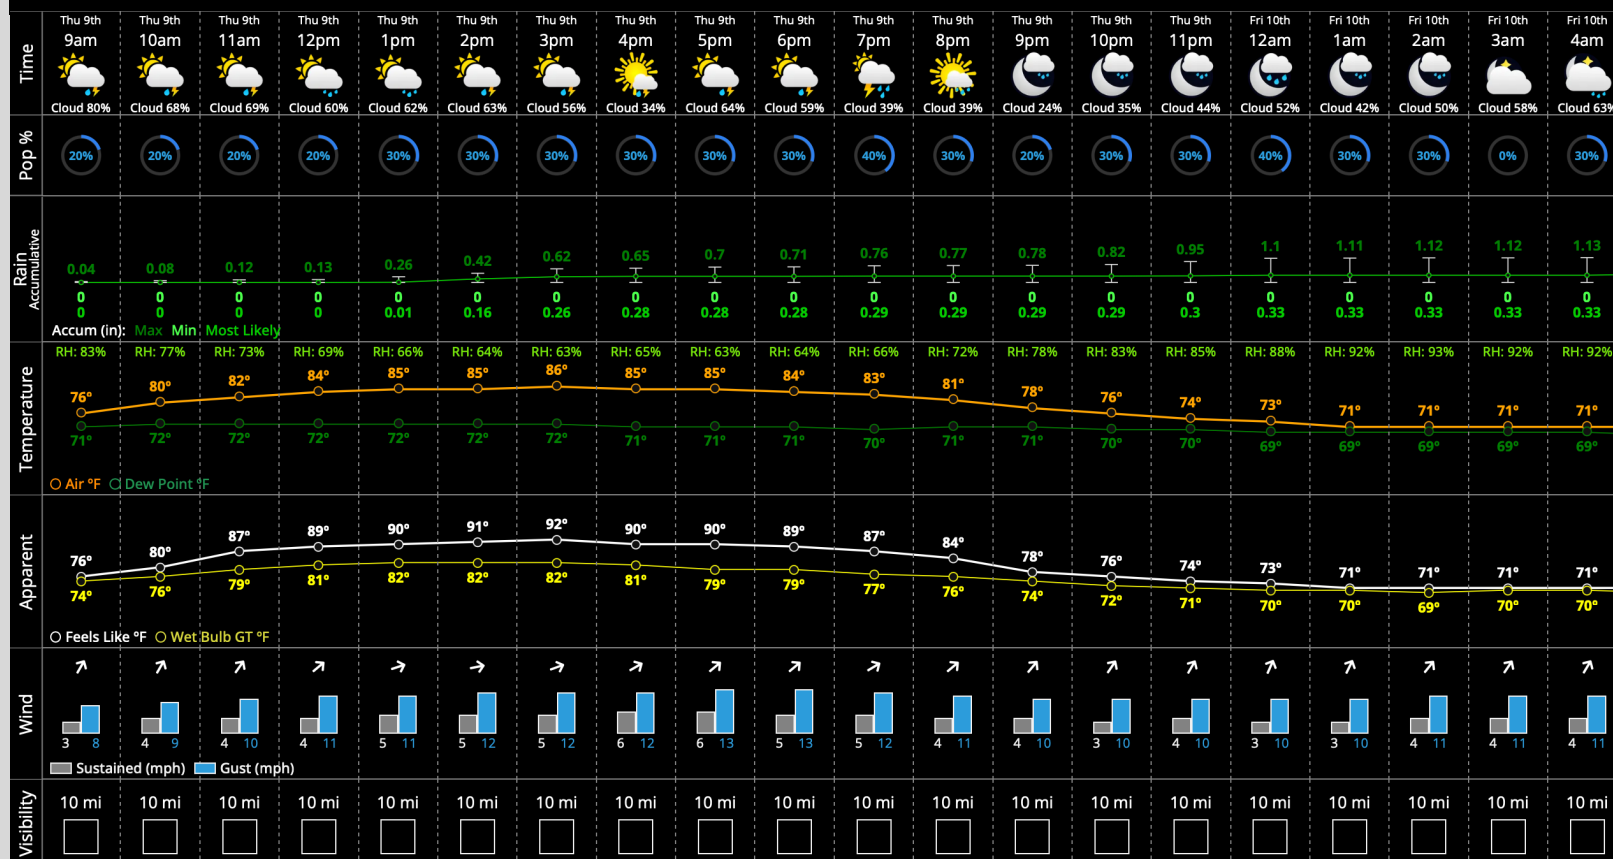 Time
Thu 9th Thu 9th Thu 9th Thu 9th Thu 9th Thu 9th Thu 9th Thu 9th Thu 9th Thu 9th Thu 9th Thu 9th Thu 9th Thu 9th Thu 9th Fri 10th Fri 10th Fri 10th Fri 10th Fri 10th
9am 10am 11am 12pm 1pm 2pm 3pm 4pm 5pm 6pm 7pm 8pm 9pm 10pm 11pm 12am 1am 2am 3am 4am
Cloud 80% Cloud 68% Cloud 69% Cloud 60% Cloud 62% Cloud 63% Cloud 56% Cloud 34% Cloud 64% Cloud 59% Cloud 39% Cloud 39% Cloud 24% Cloud 35% Cloud 44% Cloud 52% Cloud 42% Cloud 50% Cloud 58% Cloud 63%
Pop %
20% 20% 20% 20% 30% 30% 30% 30% 30% 30% 40% 30% 20% 30% 30% 40% 30% 30% 0% 30%
Rain
Accumulative
0.04 0.08 0.12 0.13 0.26 0.42 0.62 0.65 0.7 0.71 0.76 0.77 0.78 0.82 0.95 1.1 1.11 1.12 1.12 1.13
0 0 0 0 0 0 0 0 0 0 0 0 0 0 0 0 0 0 0 0
0 0 0 0 0.01 0.16 0.26 0.28 0.28 0.28 0.29 0.29 0.29 0.29 0.3 0.33 0.33 0.33 0.33 0.33
Accum (in): Max Min Most Likely
Temperature
RH: 83% RH: 77% RH: 73% RH: 69% RH: 66% RH: 64% RH: 63% RH: 65% RH: 63% RH: 64% RH: 66% RH: 72% RH: 78% RH: 83% RH: 85% RH: 88% RH: 92% RH: 93% RH: 92% RH: 92%
76° 80° 82° 84° 85° 85° 86° 85° 85° 84° 83° 81° 78° 76° 74° 73° 71° 71° 71° 71°
71° 72° 72° 72° 72° 72° 72° 71° 71° 71° 70° 71° 71° 70° 70° 69° 69° 69° 69° 69°
Air °F Dew Point °F
Apparent
76° 80° 87° 89° 90° 91° 92° 90° 90° 89° 87° 84° 78° 76° 74° 73° 71° 71° 71° 71°
74° 76° 79° 81° 82° 82° 82° 81° 79° 79° 77° 76° 74° 72° 71° 70° 70° 69° 70° 70°
Feels Like °F Wet Bulb GT °F
Wind
3 8 4 9 4 10 4 11 5 11 5 12 5 12 6 12 6 13 5 13 5 12 4 11 4 10 3 10 4 10 3 10 3 10 4 11 4 11 4 11
Sustained (mph) Gust (mph)
Visibility
10 mi 10 mi 10 mi 10 mi 10 mi 10 mi 10 mi 10 mi 10 mi 10 mi 10 mi 10 mi 10 mi 10 mi 10 mi 10 mi 10 mi 10 mi 10 mi 10 mi